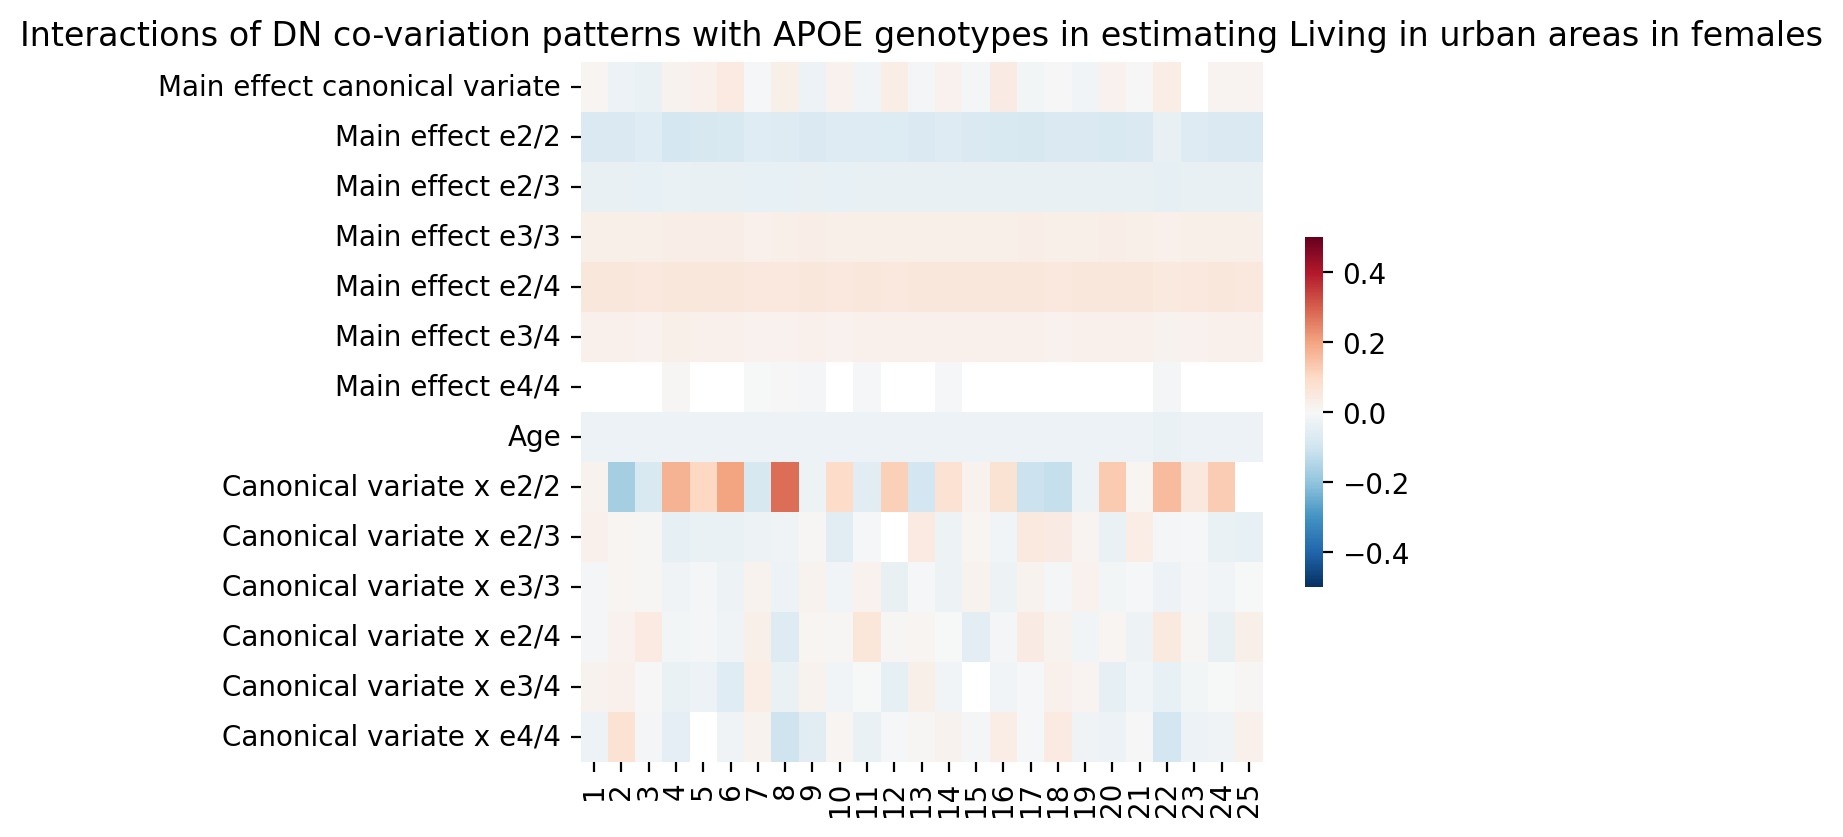 Interactions of DN co-variation patterns with APOE genotypes in estimating Living in urban areas in females
Main effect canonical variate
Main effect e2/2
Main effect e2/3
Main effect e3/3
Main effect e2/4
Main effect e3/4
Main effect e4/4
Age
Canonical variate x e2/2
Canonical variate x e2/3
Canonical variate x e3/3
Canonical variate x e2/4
Canonical variate x e3/4
Canonical variate x e4/4
1 2 3 4 5 6 7 8 9 10 11 12 13 14 15 16 17 18 19 20 21 22 23 24 25
0.4
0.2
0.0
−0.2
−0.4